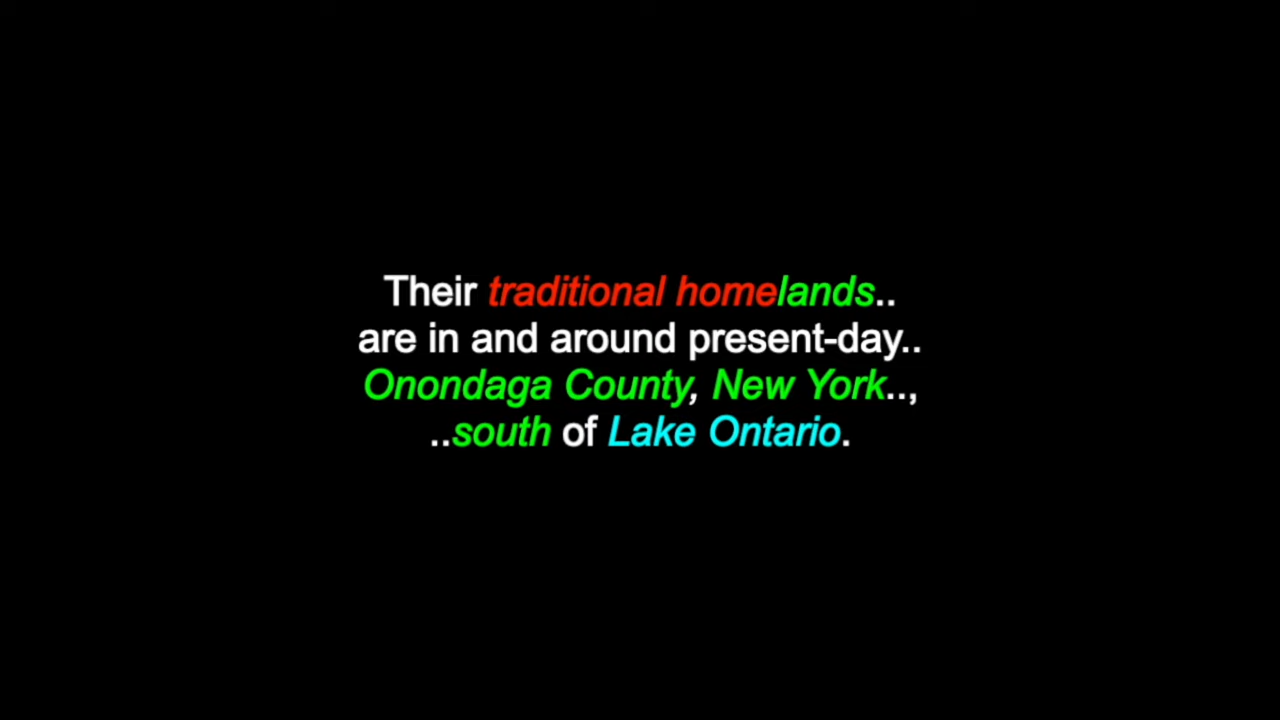 Their traditional homelands..
are in and around present-day..
Onondaga County, New York..,
..south of Lake Ontario.